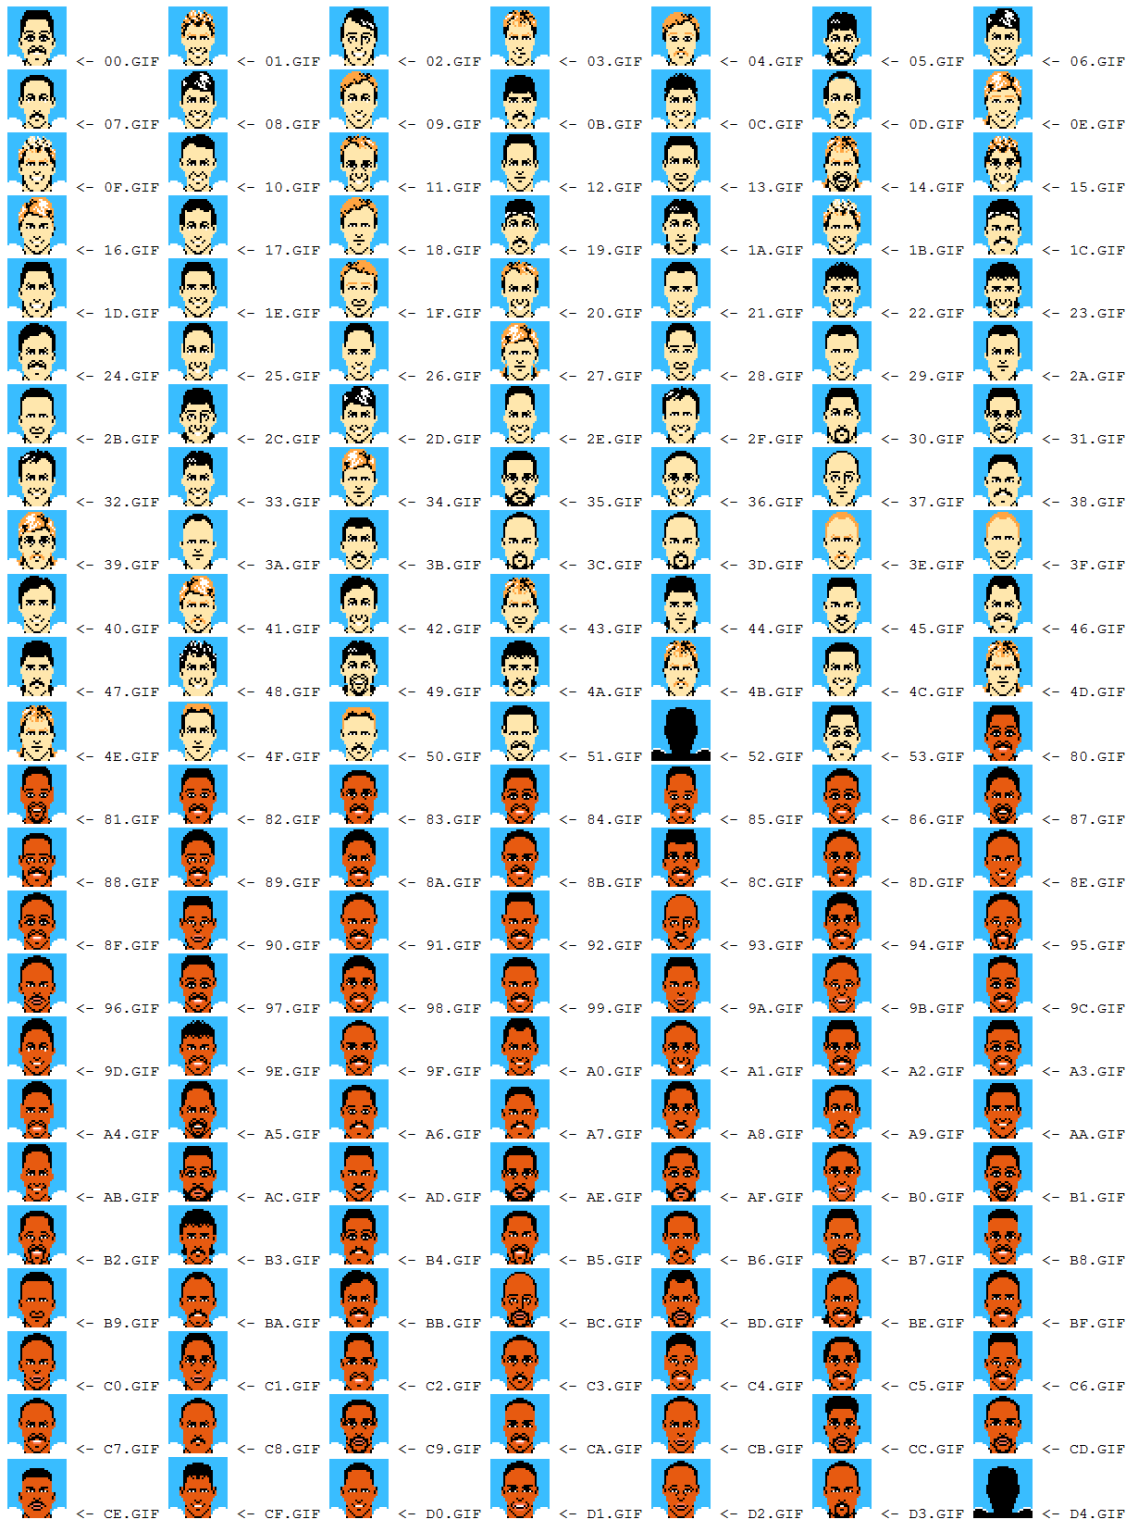 <- 00.GIF <- 01.GIF <- 02.GIF <- 03.GIF <- 04.GIF <- 05.GIF <- 06.GIF
<- 07.GIF <- 08.GIF <- 09.GIF <- 0B.GIF <- 0C.GIF <- 0D.GIF <- 0E.GIF
<- 0F.GIF <- 10.GIF <- 11.GIF <- 12.GIF <- 13.GIF <- 14.GIF <- 15.GIF
<- 16.GIF <- 17.GIF <- 18.GIF <- 19.GIF <- 1A.GIF <- 1B.GIF <- 1C.GIF
<- 1D.GIF <- 1E.GIF <- 1F.GIF <- 20.GIF <- 21.GIF <- 22.GIF <- 23.GIF
<- 24.GIF <- 25.GIF <- 26.GIF <- 27.GIF <- 28.GIF <- 29.GIF <- 2A.GIF
<- 2B.GIF <- 2C.GIF <- 2D.GIF <- 2E.GIF <- 2F.GIF <- 30.GIF <- 31.GIF
<- 32.GIF <- 33.GIF <- 34.GIF <- 35.GIF <- 36.GIF <- 37.GIF <- 38.GIF
<- 39.GIF <- 3A.GIF <- 3B.GIF <- 3C.GIF <- 3D.GIF <- 3E.GIF <- 3F.GIF
<- 40.GIF <- 41.GIF <- 42.GIF <- 43.GIF <- 44.GIF <- 45.GIF <- 46.GIF
<- 47.GIF <- 48.GIF <- 49.GIF <- 4A.GIF <- 4B.GIF <- 4C.GIF <- 4D.GIF
<- 4E.GIF <- 4F.GIF <- 50.GIF <- 51.GIF <- 52.GIF <- 53.GIF <- 80.GIF
<- 81.GIF <- 82.GIF <- 83.GIF <- 84.GIF <- 85.GIF <- 86.GIF <- 87.GIF
<- 88.GIF <- 89.GIF <- 8A.GIF <- 8B.GIF <- 8C.GIF <- 8D.GIF <- 8E.GIF
<- 8F.GIF <- 90.GIF <- 91.GIF <- 92.GIF <- 93.GIF <- 94.GIF <- 95.GIF
<- 96.GIF <- 97.GIF <- 98.GIF <- 99.GIF <- 9A.GIF <- 9B.GIF <- 9C.GIF
<- 9D.GIF <- 9E.GIF <- 9F.GIF <- A0.GIF <- A1.GIF <- A2.GIF <- A3.GIF
<- A4.GIF <- A5.GIF <- A6.GIF <- A7.GIF <- A8.GIF <- A9.GIF <- AA.GIF
<- AB.GIF <- AC.GIF <- AD.GIF <- AE.GIF <- AF.GIF <- B0.GIF <- B1.GIF
<- B2.GIF <- B3.GIF <- B4.GIF <- B5.GIF <- B6.GIF <- B7.GIF <- B8.GIF
<- B9.GIF <- BA.GIF <- BB.GIF <- BC.GIF <- BD.GIF <- BE.GIF <- BF.GIF
<- C0.GIF <- C1.GIF <- C2.GIF <- C3.GIF <- C4.GIF <- C5.GIF <- C6.GIF
<- C7.GIF <- C8.GIF <- C9.GIF <- CA.GIF <- CB.GIF <- CC.GIF <- CD.GIF
<- CE.GIF <- CF.GIF <- D0.GIF <- D1.GIF <- D2.GIF <- D3.GIF <- D4.GIF